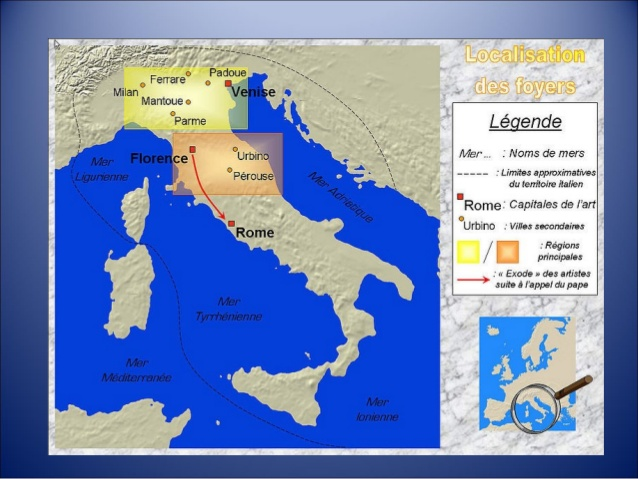 Localisation
des foyers
Padoue
Ferrare
Milan
Venise
Mantoue
Parme
Florence
Urbino
Pérouse
Mer
Ligurienne
Mer Adriatique
Rome
Mer
Tyrrhénienne
Mer
Méditerranée
Mer
Ionienne
Légende
Mer ... : Noms de mers
: Limites approximatives
du territoire italien
Rome : Capitales de l'art
Urbino : Villes secondaires
/ : Régions
principales
: « Exode » des artistes
suite à l'appel du pape